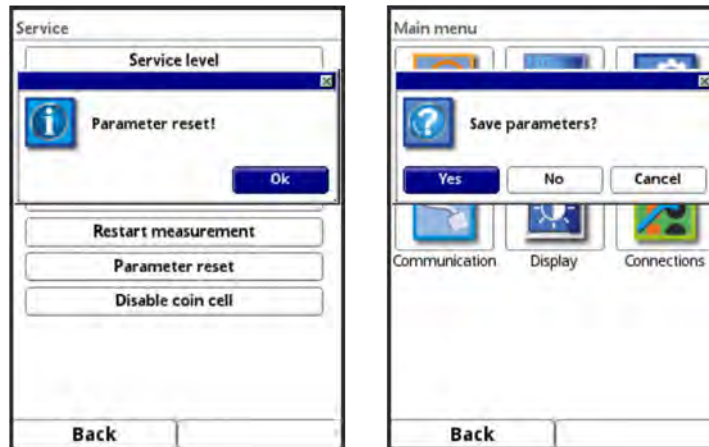 Service
Service level
Parameter reset!
Ok
Restart measurement
Parameter reset
Disable coin cell
Back
Main menu
Save parameters?
Yes No Cancel
Communication Display Connections
Back